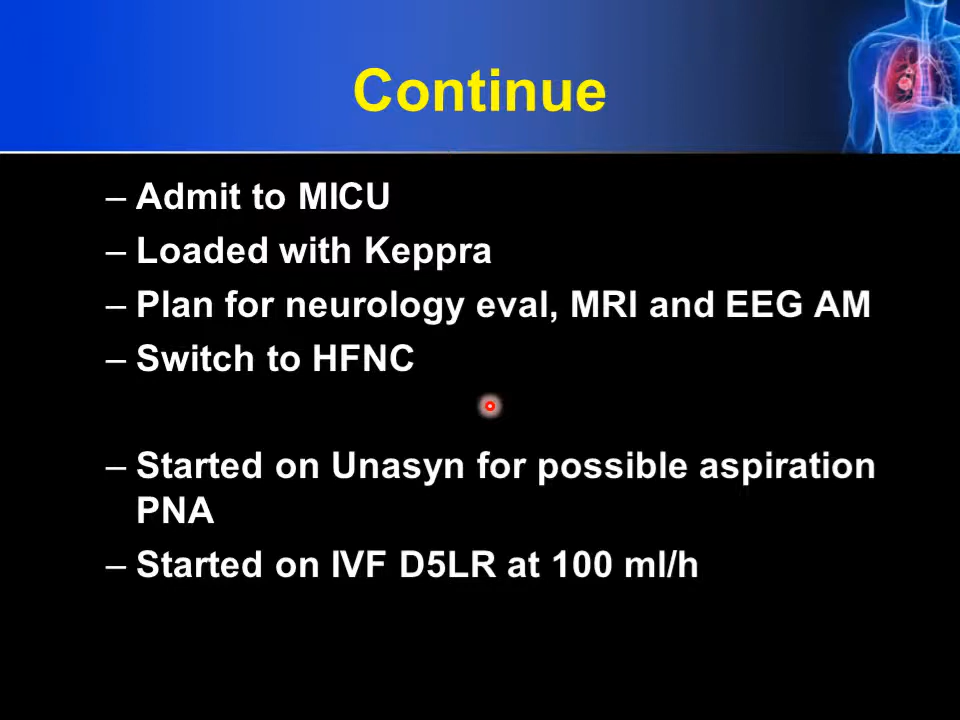 Continue
– Admit to MICU
– Loaded with Keppra
– Plan for neurology eval, MRI and EEG AM
– Switch to HFNC
– Started on Unasyn for possible aspiration
PNA
– Started on IVF D5LR at 100 ml/h